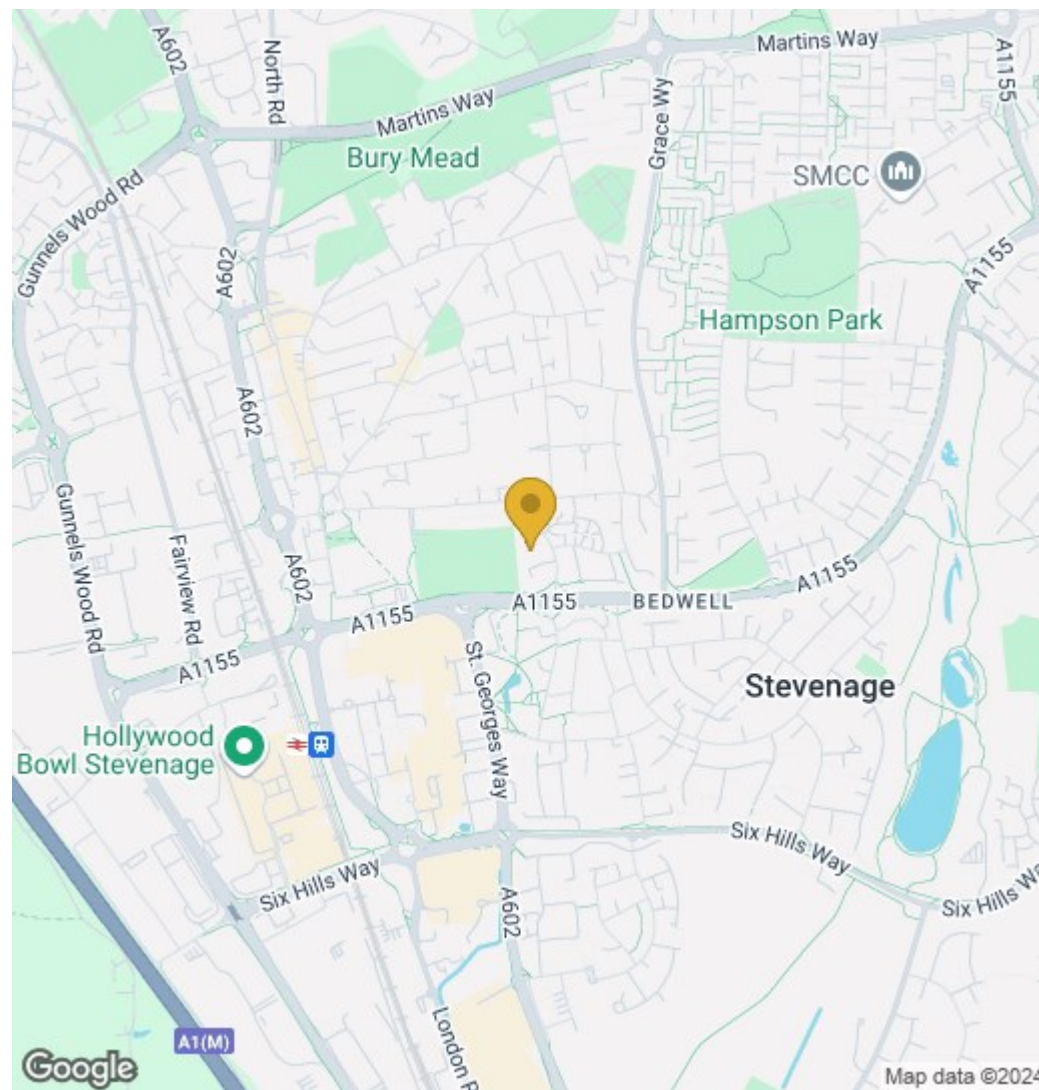 A602
North Rd
Martins Way
A1155
Martins Way
Bury Mead
Grace Wy
SMCC
Gunnels Wood Rd
A602
A1155
Hampson Park
A602
Gunnels Wood Rd
Fairview Rd
A602
A1155
A1155
A1155
BEDWELL
A1155
St. Georges Way
Stevenage
Hollywood
Bowl Stevenage
Six Hills Way
Six Hills Way
A602
Six Hills Wa
London R
A1(M)
Google
Map data ©2024